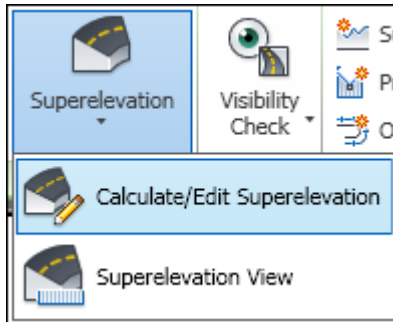 Superelevation
Visibility
Check
Calculate/Edit Superelevation
Superelevation View